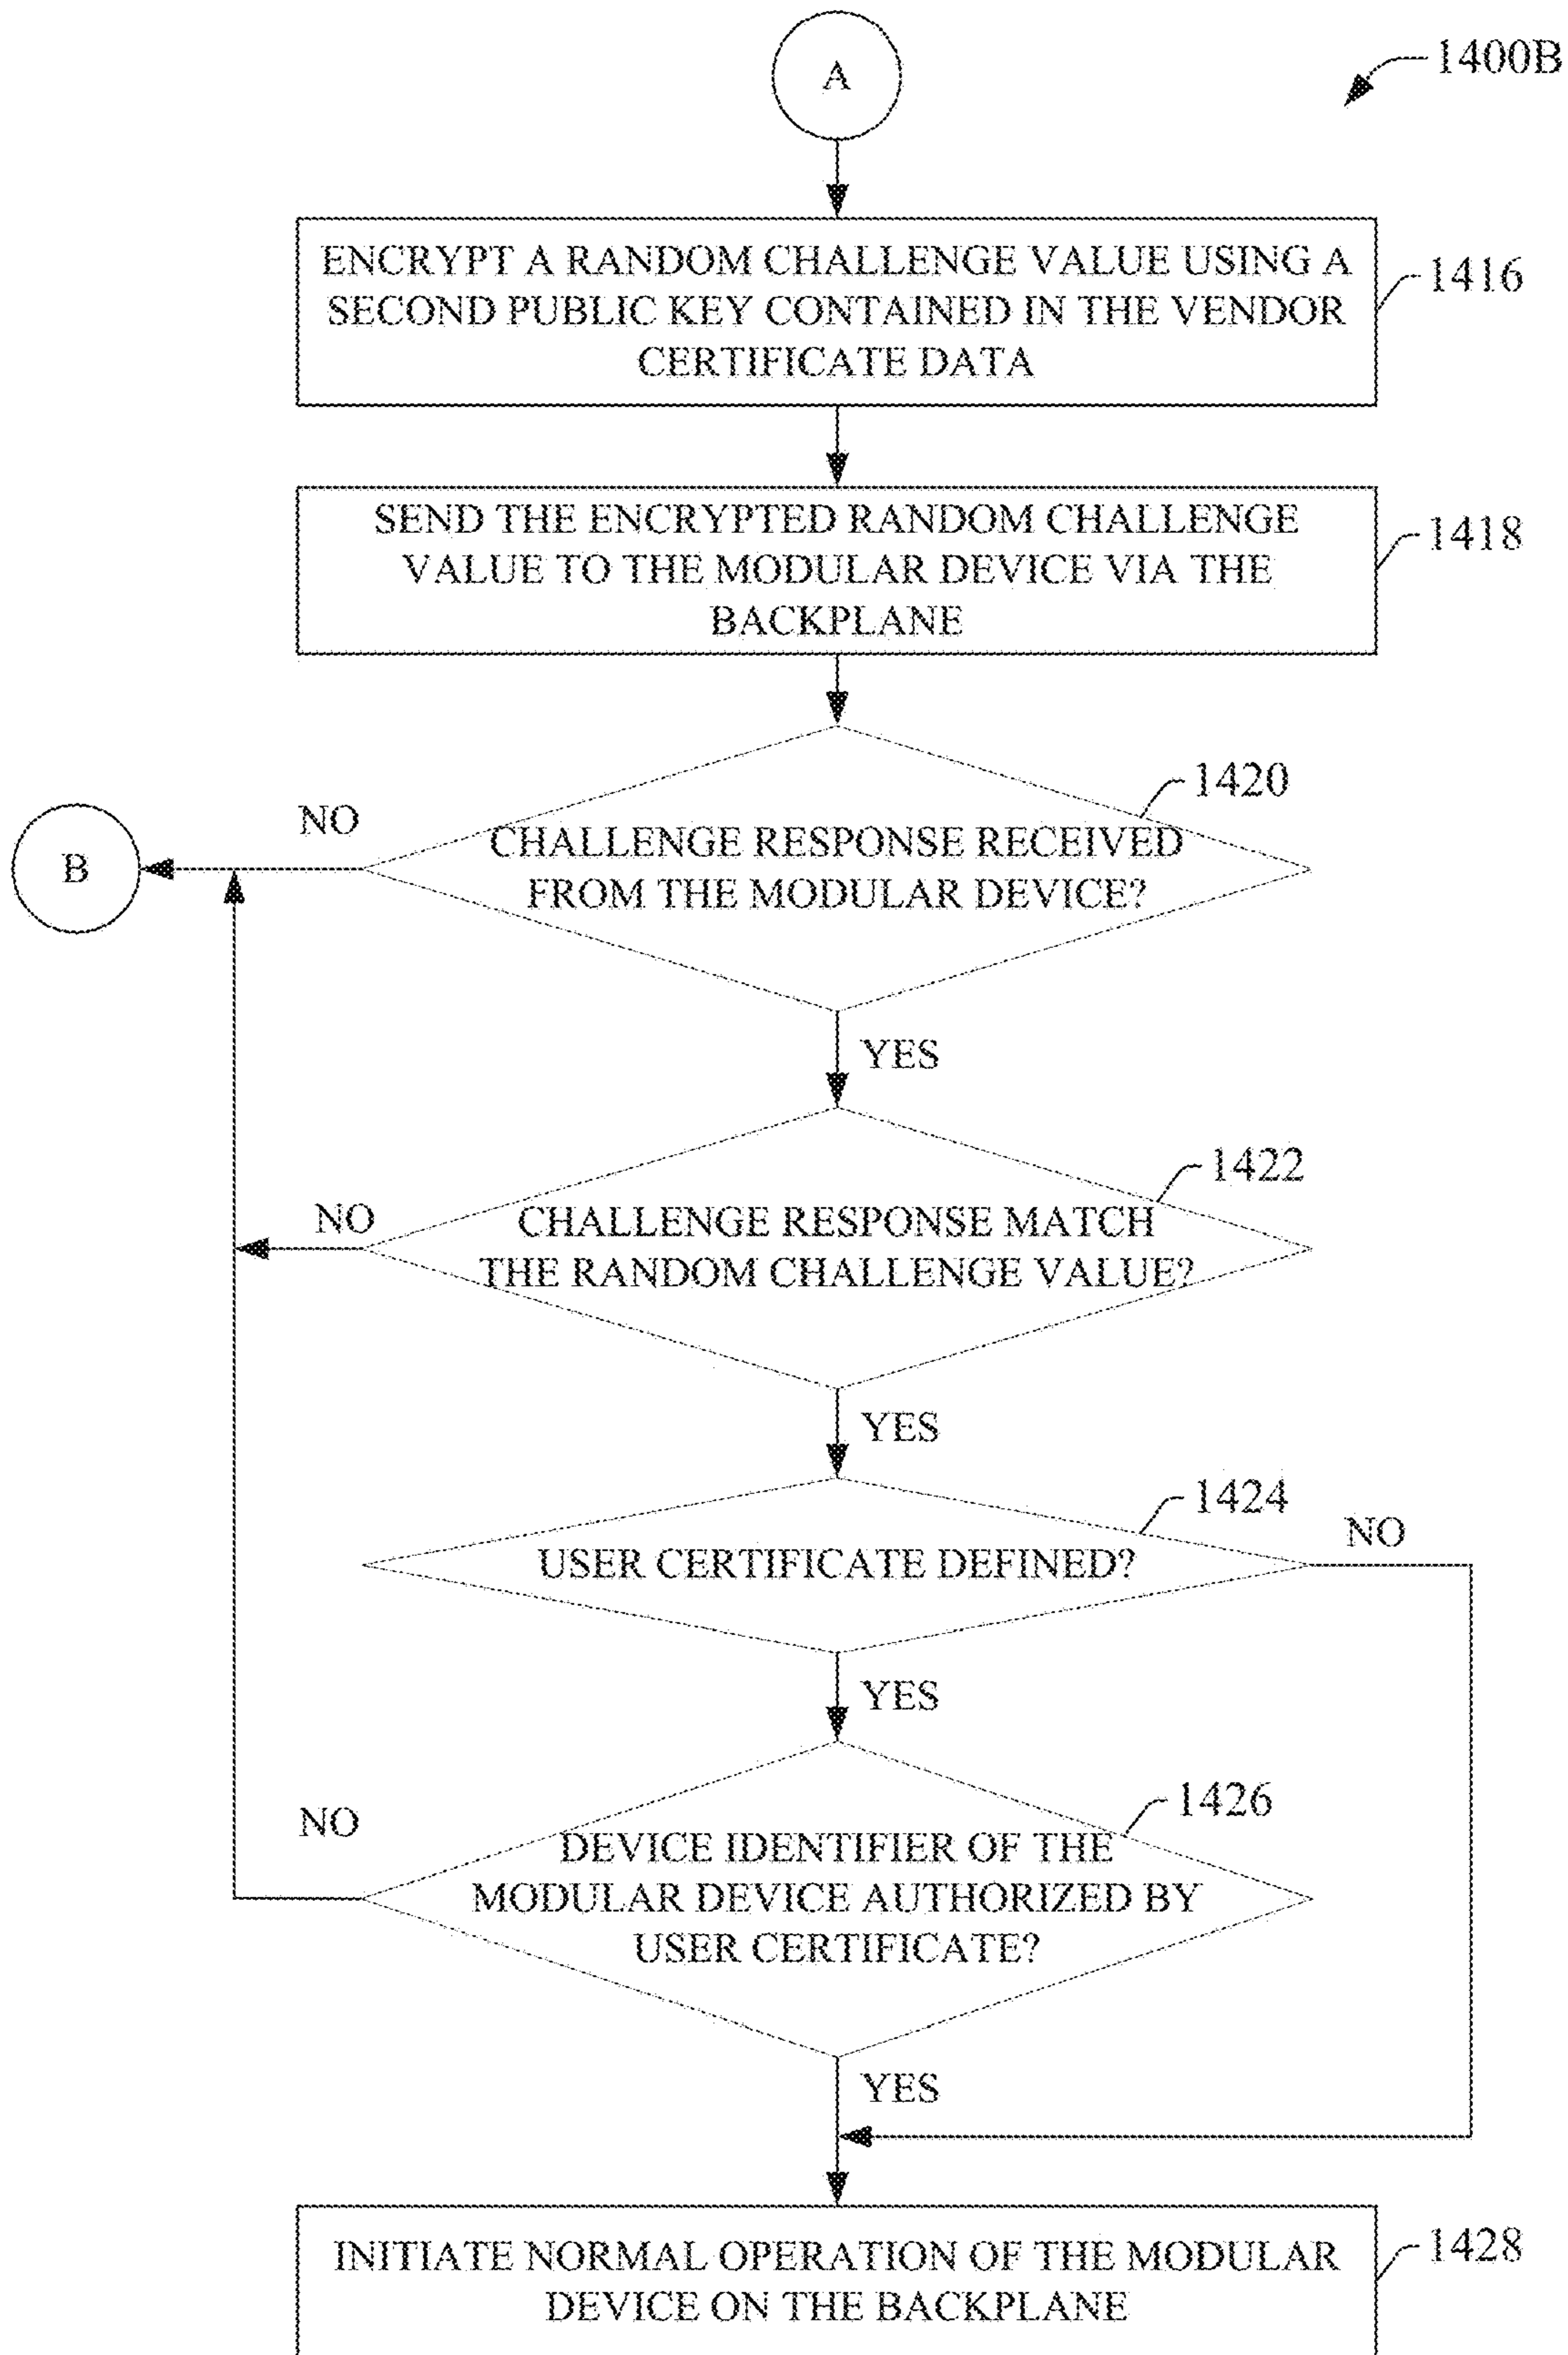 A
1400B
ENCRYPT A RANDOM CHALLENGE VALUE USING A
SECOND PUBLIC KEY CONTAINED IN THE VENDOR
CERTIFICATE DATA
1416
SEND THE ENCRYPTED RANDOM CHALLENGE
VALUE TO THE MODULAR DEVICE VIA THE
BACKPLANE
1418
1420
NO
B
CHALLENGE RESPONSE RECEIVED
FROM THE MODULAR DEVICE?
YES
1422
NO
CHALLENGE RESPONSE MATCH
THE RANDOM CHALLENGE VALUE?
YES
1424
NO
USER CERTIFICATE DEFINED?
YES
1426
NO
DEVICE IDENTIFIER OF THE
MODULAR DEVICE AUTHORIZED BY
USER CERTIFICATE?
YES
INITIATE NORMAL OPERATION OF THE MODULAR
DEVICE ON THE BACKPLANE
1428